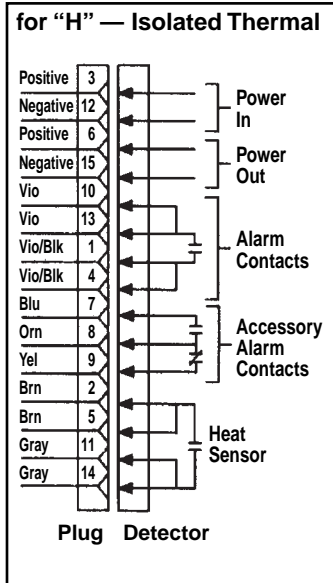 for “H” — Isolated Thermal
Positive 3
Negative 12
Positive 6
Negative 15
Vio 10
Vio 13
Vio/Blk 1
Vio/Blk 4
Blu 7
Orn 8
Yel 9
Brn 2
Brn 5
Gray 11
Gray 14
Power
In
Power
Out
Alarm
Contacts
Accessory
Alarm
Contacts
Heat
Sensor
Plug Detector